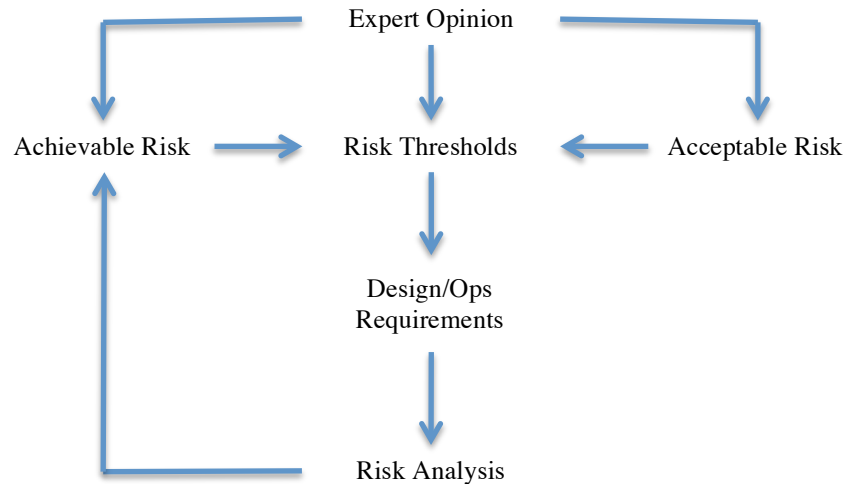 Expert Opinion
Achievable Risk
Risk Thresholds
Acceptable Risk
Design/Ops
Requirements
Risk Analysis